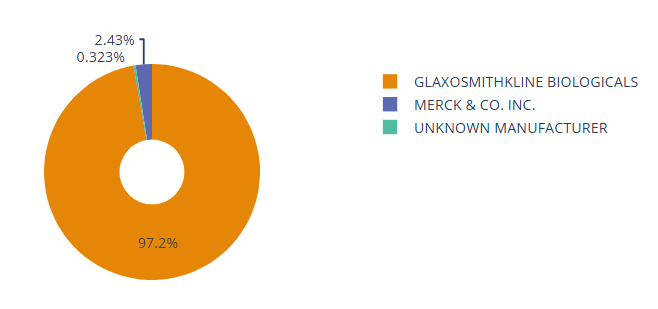 2.43%
0.323%
97.2%
GLAXOSMITHKLINE BIOLOGICALS
MERCK & CO. INC.
UNKNOWN MANUFACTURER